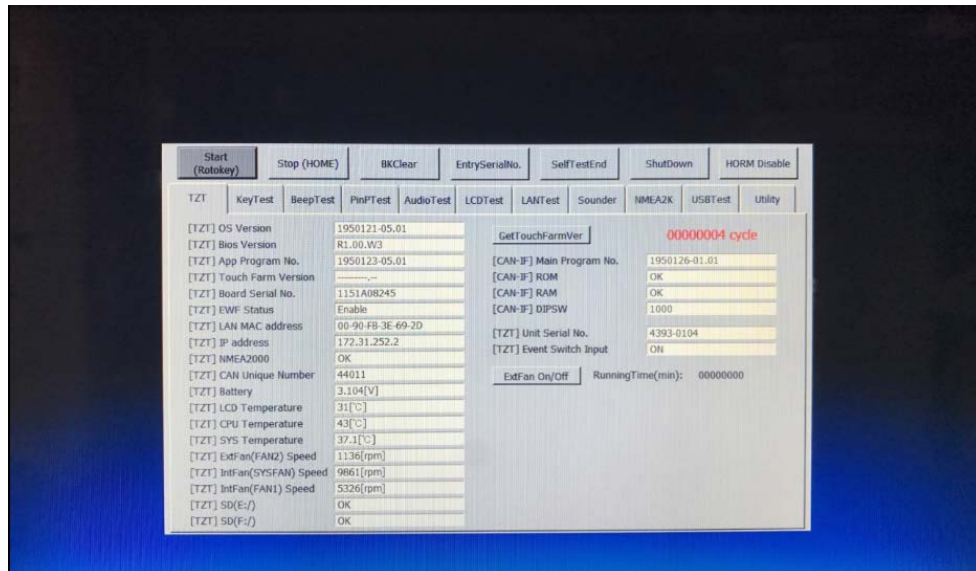 Start (Rotokey) Stop (HOME) BKClear EntrySerialNo. SelfTestEnd ShutDown HORM Disable
TZT KeyTest BeepTest PinPTest AudioTest LCDTest LANTest Sounder NMEA2K USBTest Utility
[TZT] OS Version 1950121-05.01
[TZT] Bios Version R1.00.W3
[TZT] App Program No. 1950123-05.01
[TZT] Touch Farm Version --------,--
[TZT] Board Serial No. 1151A08245
[TZT] EWF Status Enable
[TZT] LAN MAC address 00-90-FB-3E-69-2D
[TZT] IP address 172.31.252.2
[TZT] NMEA2000 OK
[TZT] CAN Unique Number 44011
[TZT] Battery 3.104[V]
[TZT] LCD Temperature 31[℃]
[TZT] CPU Temperature 43[℃]
[TZT] SYS Temperature 37.1[℃]
[TZT] ExtFan(FAN2) Speed 1136[rpm]
[TZT] IntFan(SYSFAN) Speed 9861[rpm]
[TZT] IntFan(FAN1) Speed 5326[rpm]
[TZT] SD(E:/) OK
[TZT] SD(F:/) OK
GetTouchFarmVer 00000004 cycle
[CAN-IF] Main Program No. 1950126-01.01
[CAN-IF] ROM OK
[CAN-IF] RAM OK
[CAN-IF] DIPSW 1000
[TZT] Unit Serial No. 4393-0104
[TZT] Event Switch Input ON
ExtFan On/Off RunningTime(min): 00000000